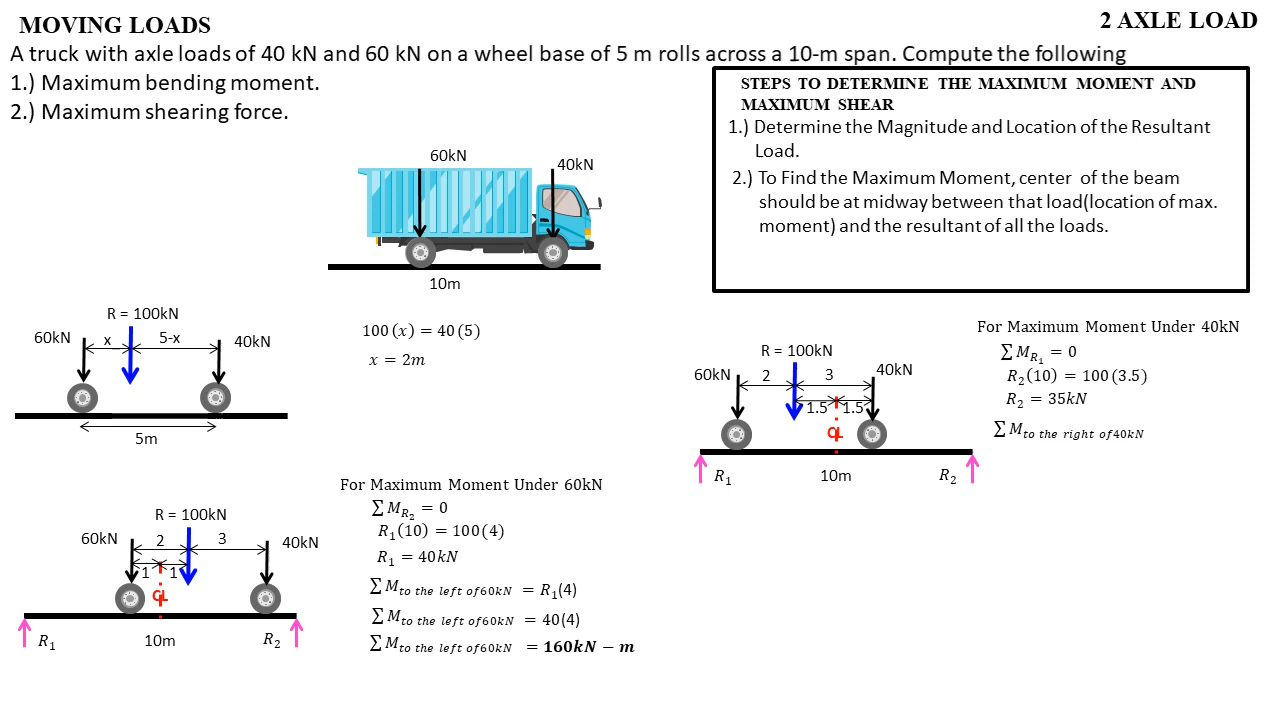 MOVING LOADS
2 AXLE LOAD
A truck with axle loads of 40 kN and 60 kN on a wheel base of 5 m rolls across a 10-m span. Compute the following
1.) Maximum bending moment.
2.) Maximum shearing force.
STEPS TO DETERMINE THE MAXIMUM MOMENT AND
MAXIMUM SHEAR
1.) Determine the Magnitude and Location of the Resultant
Load.
2.) To Find the Maximum Moment, center of the beam
should be at midway between that load(location of max.
moment) and the resultant of all the loads.
60kN
40kN
10m
R = 100kN
60kN
x
5-x
40kN
5m
100 (x) = 40 (5)
x = 2m
R = 100kN
60kN
2
3
40kN
1
1
℄
R₁
10m
R₂
For Maximum Moment Under 60kN
∑ M_R₂ = 0
R₁(10) = 100(4)
R₁ = 40kN
∑ M_to the left of60kN = R₁(4)
∑ M_to the left of60kN = 40(4)
∑ M_to the left of60kN = 160kN − m
R = 100kN
60kN
2
3
40kN
1.5
1.5
℄
R₁
10m
R₂
For Maximum Moment Under 40kN
∑ M_R₁ = 0
R₂(10) = 100(3.5)
R₂ = 35kN
∑ M_to the right of40kN